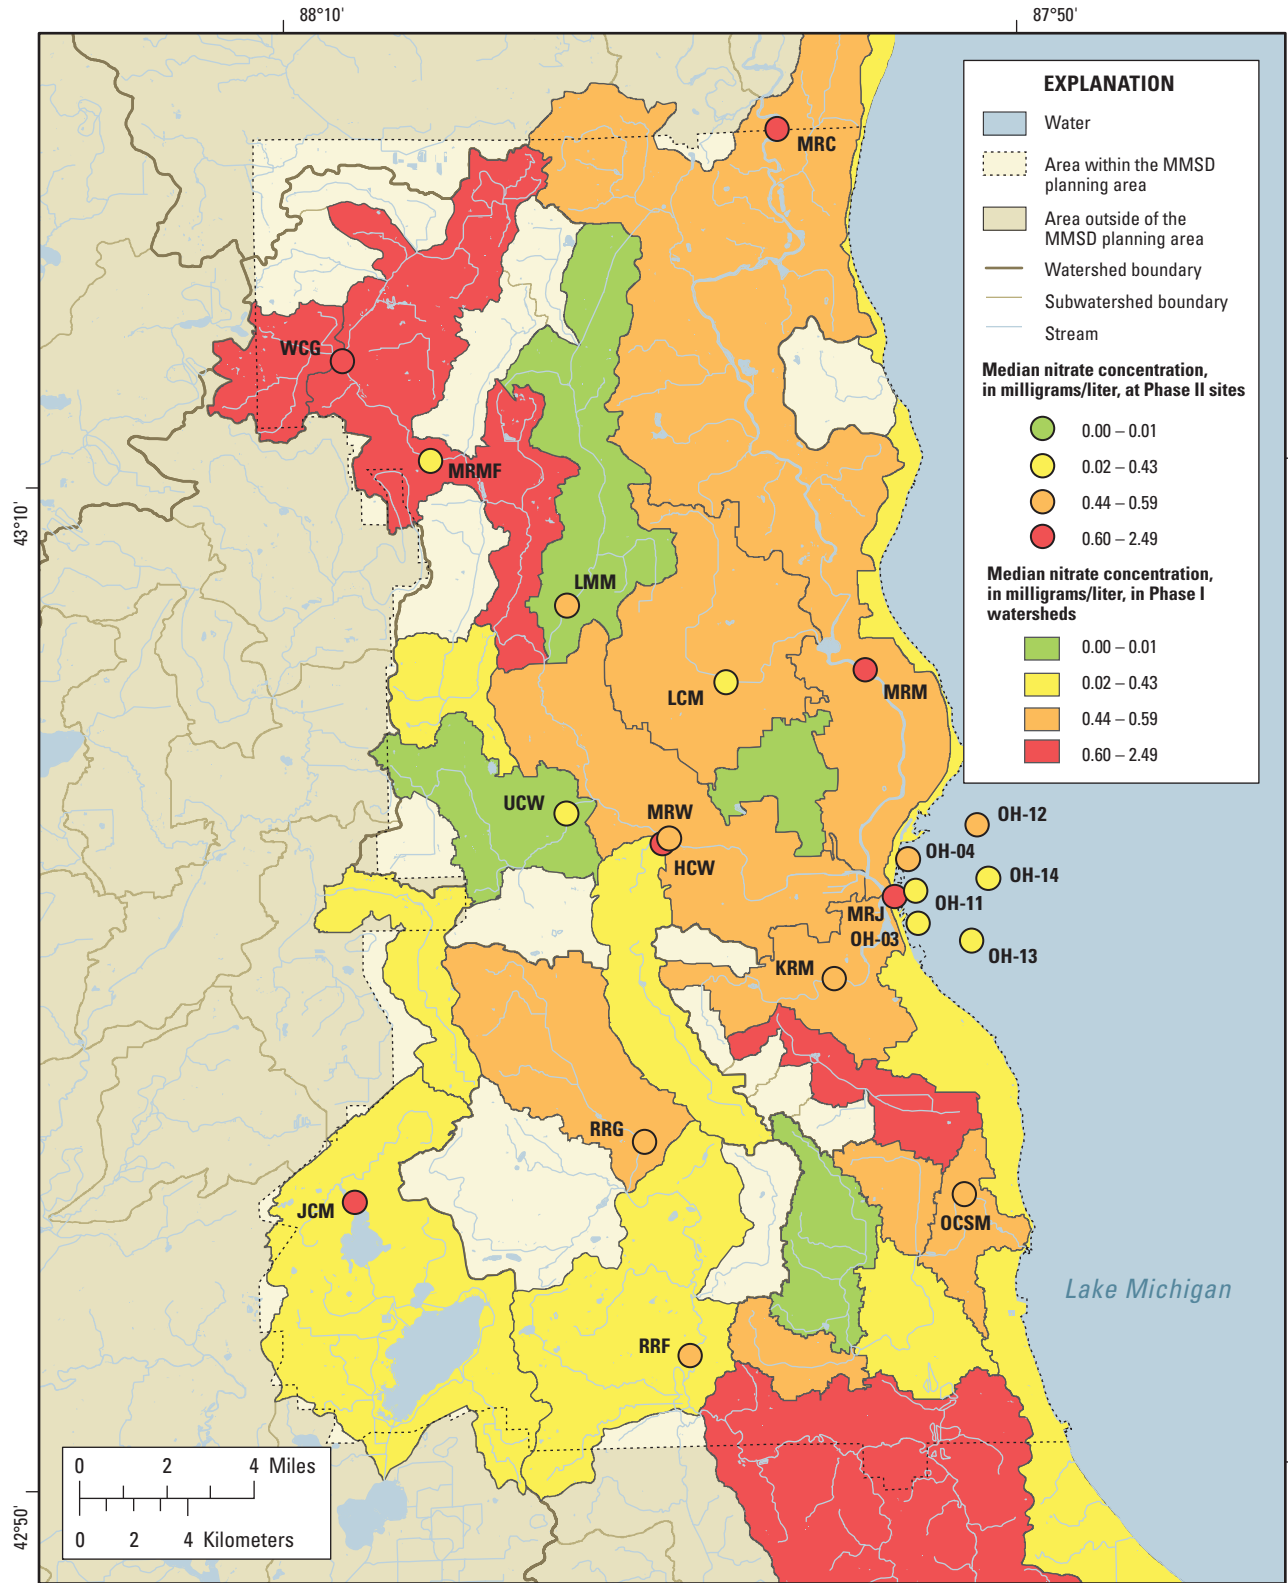 88°10'
87°50'
EXPLANATION
Water
Area within the MMSD
planning area
Area outside of the
MMSD planning area
Watershed boundary
Subwatershed boundary
Stream
Median nitrate concentration,
in milligrams/liter, at Phase II sites
0.00 – 0.01
0.02 – 0.43
0.44 – 0.59
0.60 – 2.49
Median nitrate concentration,
in milligrams/liter, in Phase I
watersheds
0.00 – 0.01
0.02 – 0.43
0.44 – 0.59
0.60 – 2.49
MRC
WCG
MRMF
43°10'
LMM
LCM
MRM
UCW
MRW
HCW
OH-12
OH-04
OH-14
OH-11
MRJ
OH-03
OH-13
KRM
RRG
JCM
OCSM
Lake Michigan
RRF
42°50'
0 2 4 Miles
0 2 4 Kilometers